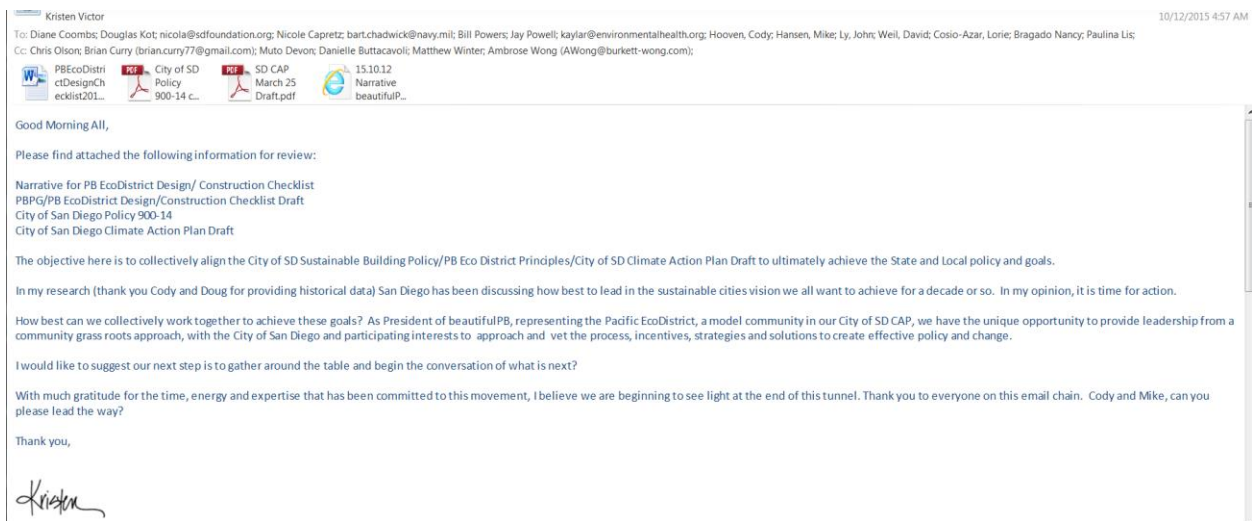 Kristen Victor
10/12/2015 4:57 AM
To: Diane Coombs; Douglas Kot; nicola@sdfoundation.org; Nicole Capretz; bart.chadwick@navy.mil; Bill Powers; Jay Powell; kaylar@environmentalhealth.org; Hooven, Cody; Hansen, Mike; Ly, John; Weil, David; Cosio-Azar, Lorie; Bragado Nancy; Paulina Lis;
Cc: Chris Olson; Brian Curry (brian.curry77@gmail.com); Muto Devon; Danielle Buttacavoli; Matthew Winter; Ambrose Wong (AWong@burkett-wong.com);
PBEcoDistri
ctDesignCh
ecklist201...
City of SD
Policy
900-14 c...
SD CAP
March 25
Draft.pdf
15.10.12
Narrative
beautifulP...
Good Morning All,
Please find attached the following information for review:
Narrative for PB EcoDistrict Design/ Construction Checklist
PBPG/PB EcoDistrict Design/Construction Checklist Draft
City of San Diego Policy 900-14
City of San Diego Climate Action Plan Draft
The objective here is to collectively align the City of SD Sustainable Building Policy/PB Eco District Principles/City of SD Climate Action Plan Draft to ultimately achieve the State and Local policy and goals.
In my research (thank you Cody and Doug for providing historical data) San Diego has been discussing how best to lead in the sustainable cities vision we all want to achieve for a decade or so. In my opinion, it is time for action.
How best can we collectively work together to achieve these goals? As President of beautifulPB, representing the Pacific EcoDistrict, a model community in our City of SD CAP, we have the unique opportunity to provide leadership from a
community grass roots approach, with the City of San Diego and participating interests to approach and vet the process, incentives, strategies and solutions to create effective policy and change.
I would like to suggest our next step is to gather around the table and begin the conversation of what is next?
With much gratitude for the time, energy and expertise that has been committed to this movement, I believe we are beginning to see light at the end of this tunnel. Thank you to everyone on this email chain. Cody and Mike, can you
please lead the way?
Thank you,
Kristen